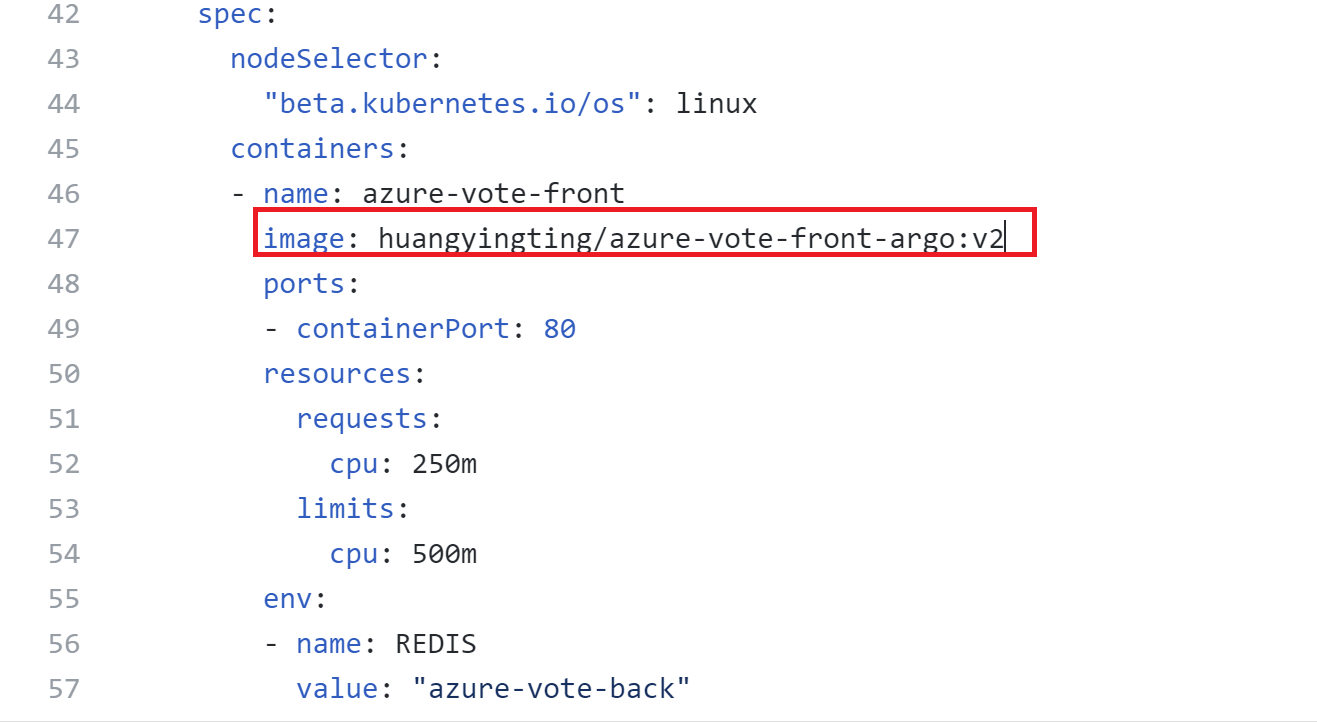 42 spec:
43 nodeSelector:
44 "beta.kubernetes.io/os": linux
45 containers:
46 - name: azure-vote-front
47 image: huangyingting/azure-vote-front-argo:v2
48 ports:
49 - containerPort: 80
50 resources:
51 requests:
52 cpu: 250m
53 limits:
54 cpu: 500m
55 env:
56 - name: REDIS
57 value: "azure-vote-back"